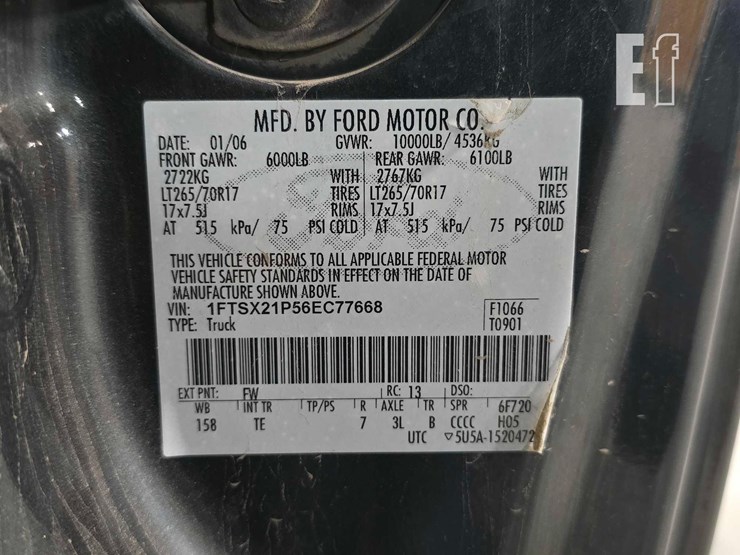 Ef
MFD. BY FORD MOTOR CO.
DATE: 01/06 GVWR: 10000LB/ 4536KG
FRONT GAWR: 6000LB REAR GAWR: 6100LB
2722KG WITH 2767KG WITH
LT265/70R17 TIRES LT265/70R17 TIRES
17x7.5J RIMS 17x7.5J RIMS
AT 515 kPa/ 75 PSI COLD AT 515 kPa/ 75 PSI COLD
THIS VEHICLE CONFORMS TO ALL APPLICABLE FEDERAL MOTOR
VEHICLE SAFETY STANDARDS IN EFFECT ON THE DATE OF
MANUFACTURE SHOWN ABOVE.
VIN: 1FTSX21P56EC77668 F1066
TYPE: Truck T0901
EXT PNT: FW RC: 13 DSO:
WB INT TR TP/PS R AXLE TR SPR 6F720
158 TE 7 3L B CCCC H05
UTC ▽5U5A-1520472